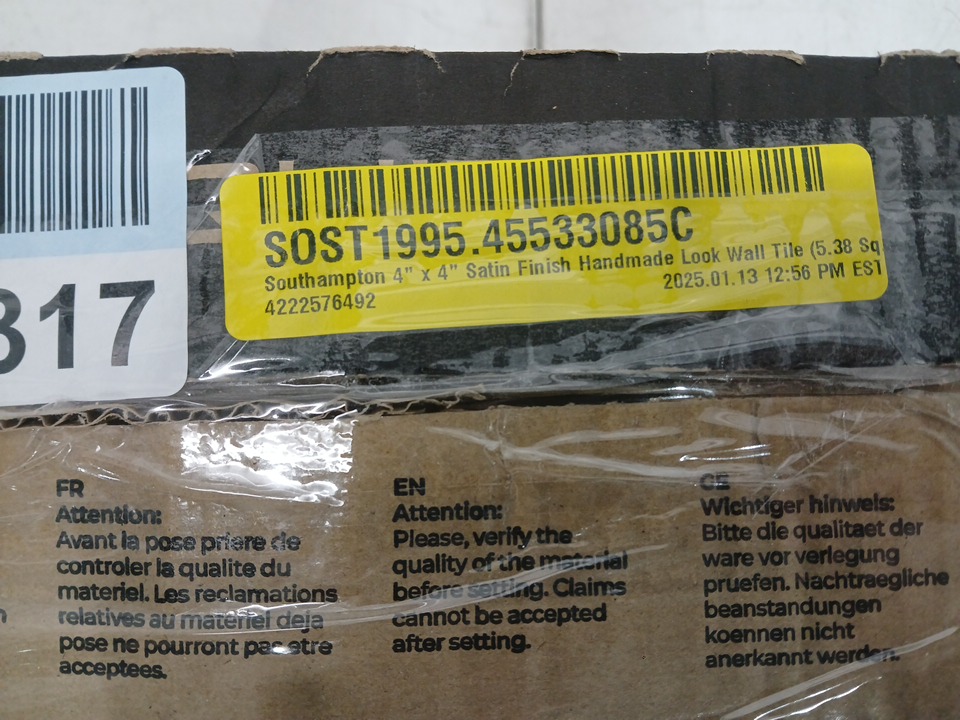 817
SOST1995.45533085C
Southampton 4" x 4" Satin Finish Handmade Look Wall Tile (5.38 Sq
4222576492
2025.01.13 12:56 PM EST
FR
Attention:
Avant la pose priere de
controler la qualite du
materiel. Les reclamations
relatives au materiel deja
pose ne pourront pas etre
acceptees.
EN
Attention:
Please, verify the
quality of the material
before setting. Claims
cannot be accepted
after setting.
GE
Wichtiger hinweis:
Bitte die qualitaet der
ware vor verlegung
pruefen. Nachtraegliche
beanstandungen
koennen nicht
anerkannt werden.